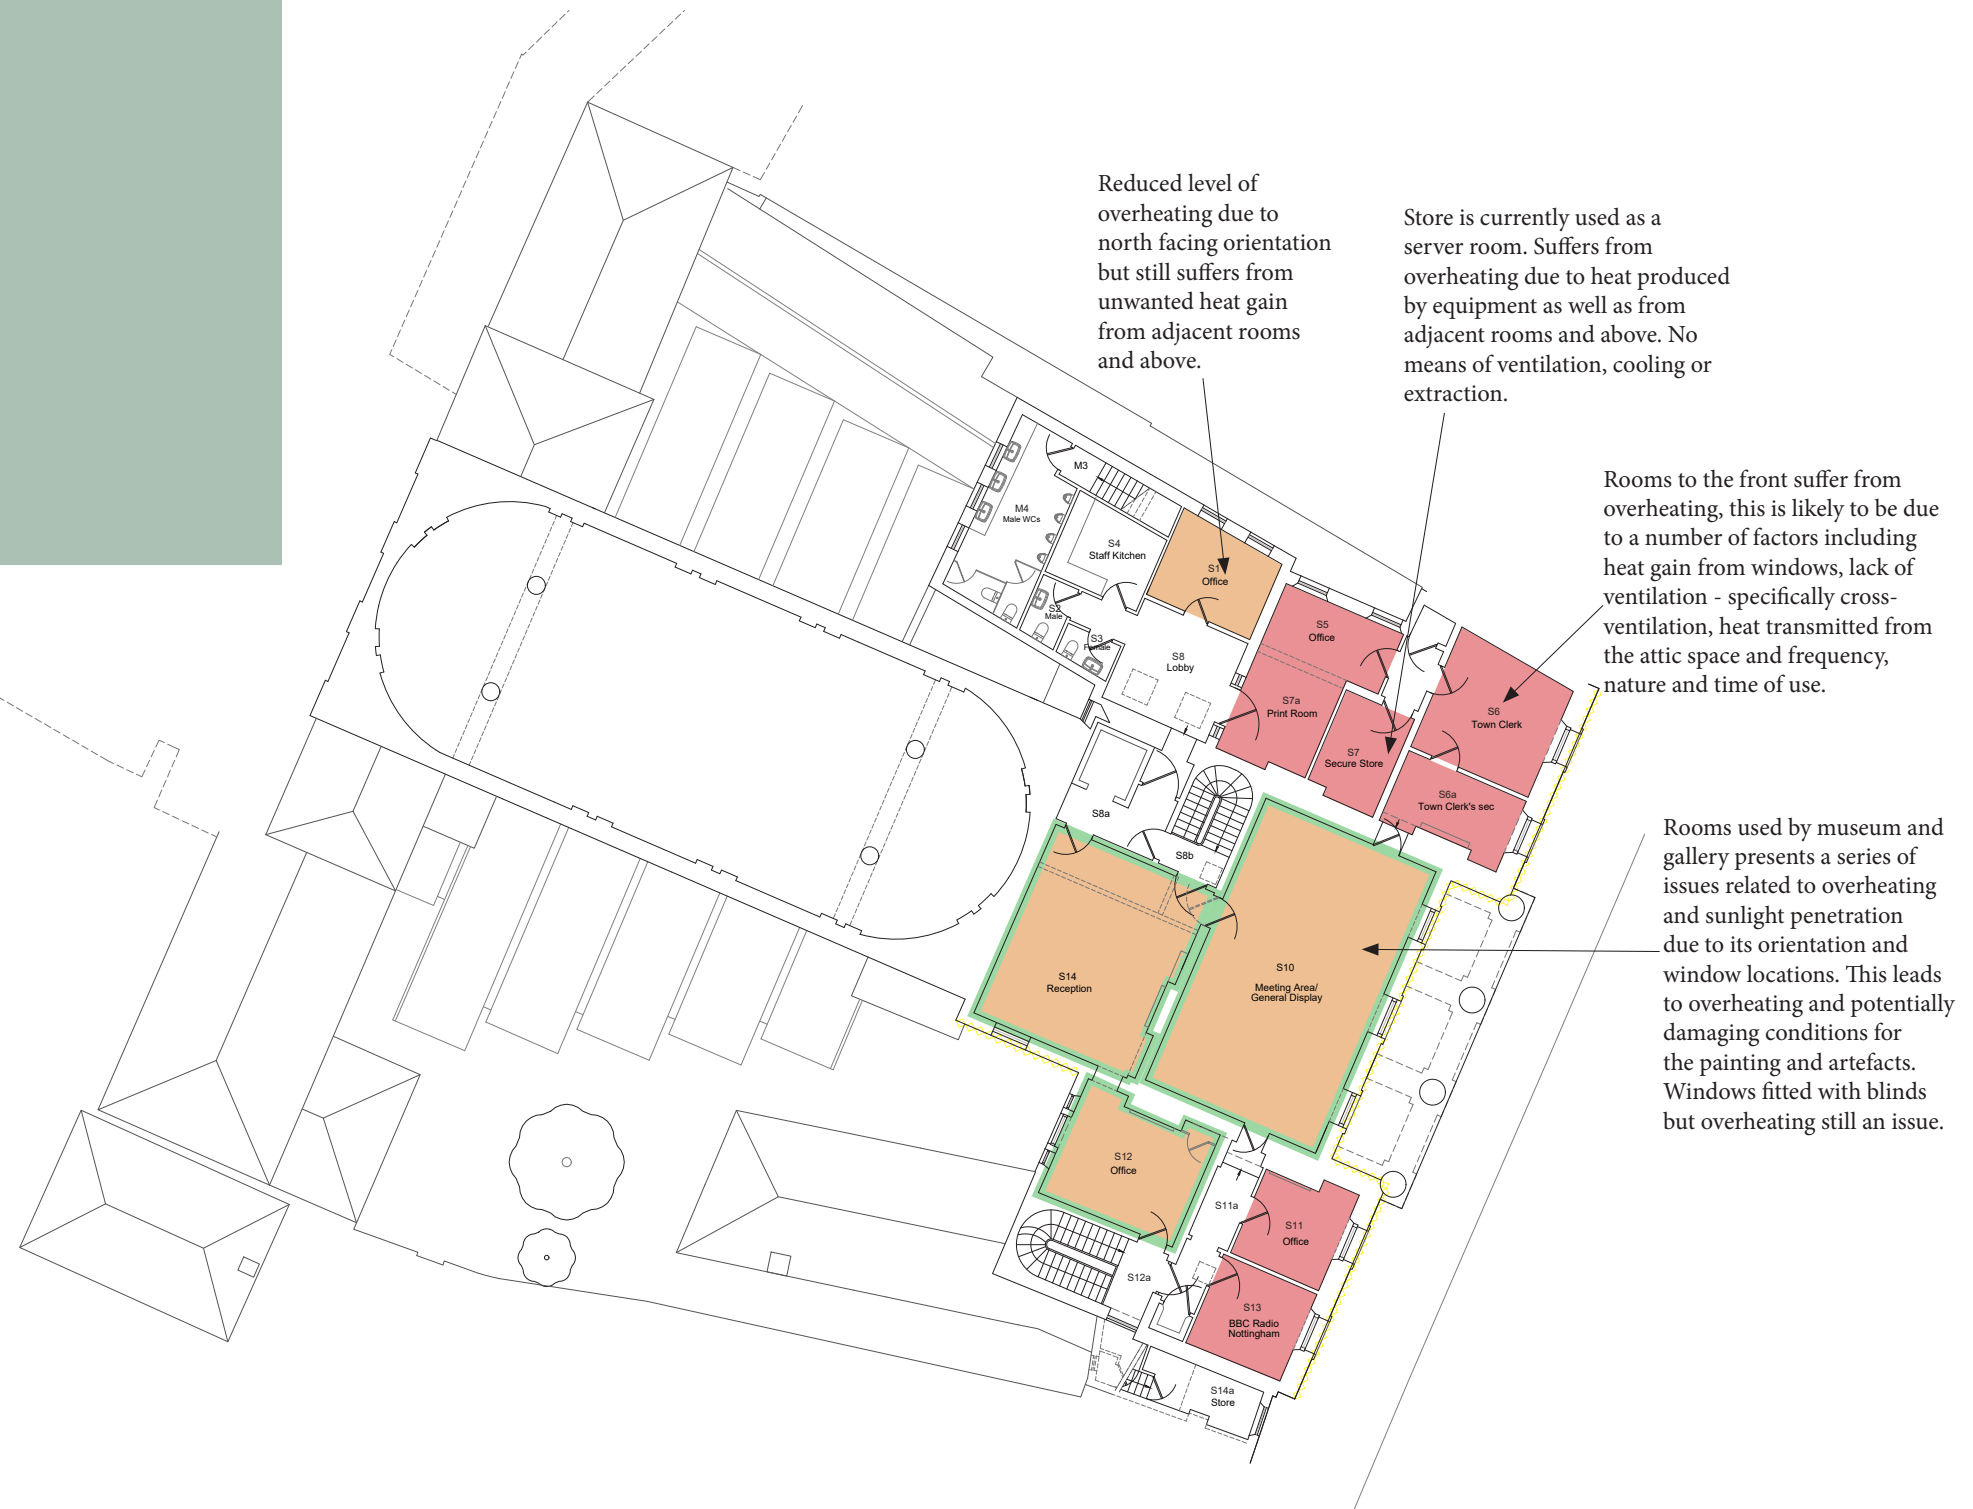 Reduced level of
overheating due to
north facing orientation
but still suffers from
unwanted heat gain
from adjacent rooms
and above.
Store is currently used as a
server room. Suffers from
overheating due to heat produced
by equipment as well as from
adjacent rooms and above. No
means of ventilation, cooling or
extraction.
Rooms to the front suffer from
overheating, this is likely to be due
to a number of factors including
heat gain from windows, lack of
ventilation - specifically cross-
ventilation, heat transmitted from
the attic space and frequency,
nature and time of use.
Rooms used by museum and
gallery presents a series of
issues related to overheating
and sunlight penetration
due to its orientation and
window locations. This leads
to overheating and potentially
damaging conditions for
the painting and artefacts.
Windows fitted with blinds
but overheating still an issue.
M3
M4
Male WCs
S4
Staff Kitchen
S1
Office
S2
Male
S3
Female
S8
Lobby
S5
Office
S7a
Print Room
S7
Secure Store
S6
Town Clerk
S6a
Town Clerk's sec
S8a
S8b
S14
Reception
S10
Meeting Area/
General Display
S12
Office
S11a
S11
Office
S12a
S13
BBC Radio
Nottingham
S14a
Store